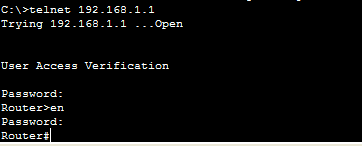 C:\>telnet 192.168.1.1
Trying 192.168.1.1 ...Open
User Access Verification
Password:
Router>en
Password:
Router#